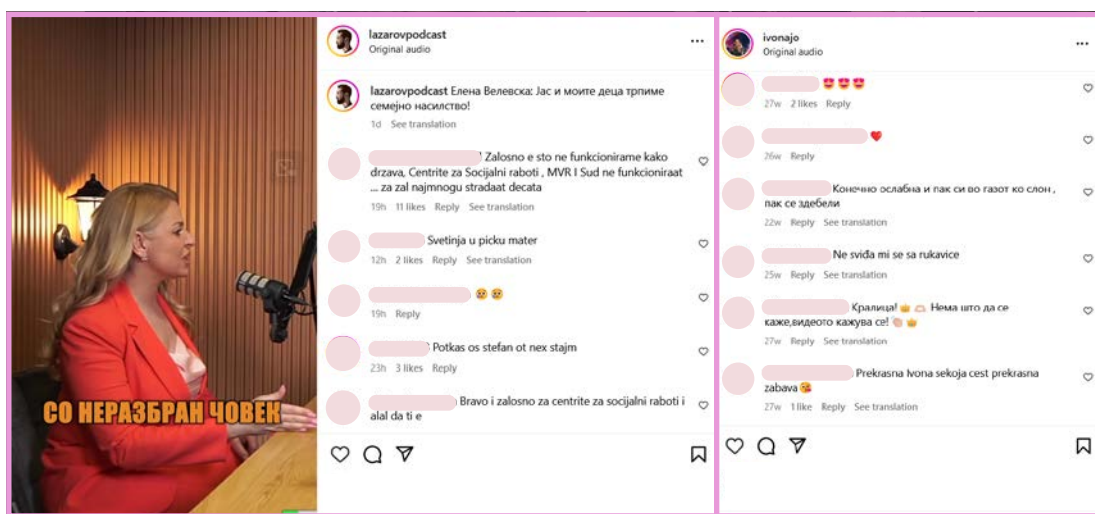 СО НЕРАЗБРАН ЧОВЕК
lazarovpodcast
Original audio
lazarovpodcast Елена Велевска: Јас и моите деца трпиме
семејно насилство!
1d See translation
Zalosno e sto ne funkcionirame kako
drzava, Centrite za Socijalni raboti , MVR I Sud ne funkcioniraat
... za zal najmnogu stradaat decata
19h 11 likes Reply See translation
Svetinja u picku mater
12h 2 likes Reply See translation
😢 😢
19h Reply
Potkas os stefan ot nex stajm
23h 3 likes Reply
Bravo i zalosno za centrite za socijalni raboti i
alal da ti e
ivonajo
Original audio
😍 😍 😍
27w 2 likes Reply
❤️
26w Reply
Конечно ослабна и пак си во газот ко слон ,
пак се здебели
22w Reply See translation
Ne sviđa mi se sa rukavice
25w Reply See translation
Кралица! 👑 🫶🏻 Нема што да се
каже,видеото кажува се! 👏🏻 👑
27w Reply See translation
Prekrasna Ivona sekoja cest prekrasna
zabava 😘
27w 1 like Reply See translation